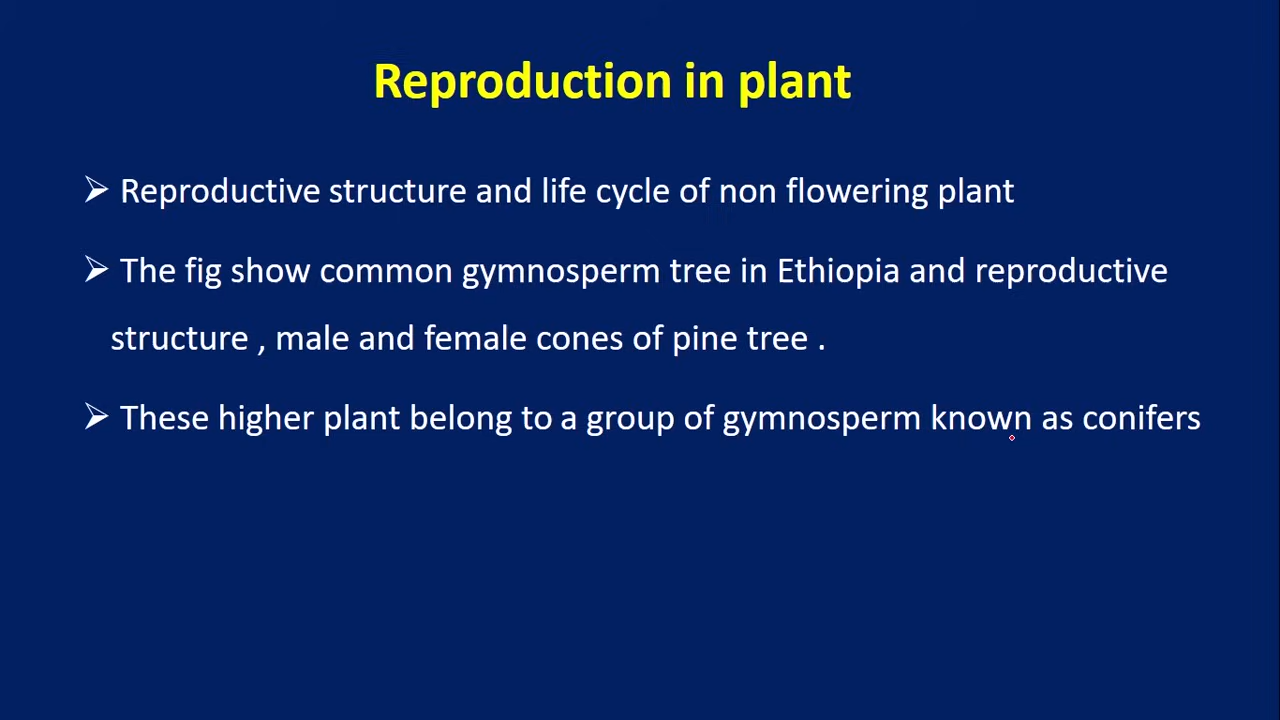 Reproduction in plant
➢ Reproductive structure and life cycle of non flowering plant
➢ The fig show common gymnosperm tree in Ethiopia and reproductive
structure , male and female cones of pine tree .
➢ These higher plant belong to a group of gymnosperm known as conifers